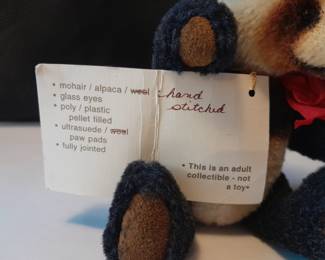 • mohair / alpaca / wool hand
• glass eyes stitched
• poly / plastic
pellet filled
• ultrasuede / wool
paw pads
• fully jointed
• This is an adult
collectible - not
a toy•